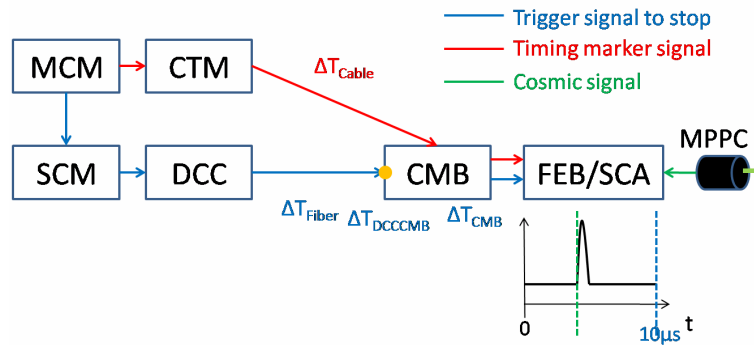 Trigger signal to stop
Timing marker signal
Cosmic signal
MCM
CTM
ΔTCable
MPPC
SCM
DCC
CMB
FEB/SCA
ΔTFiber
ΔTDCCCMB
ΔTCMB
0
10μs
t